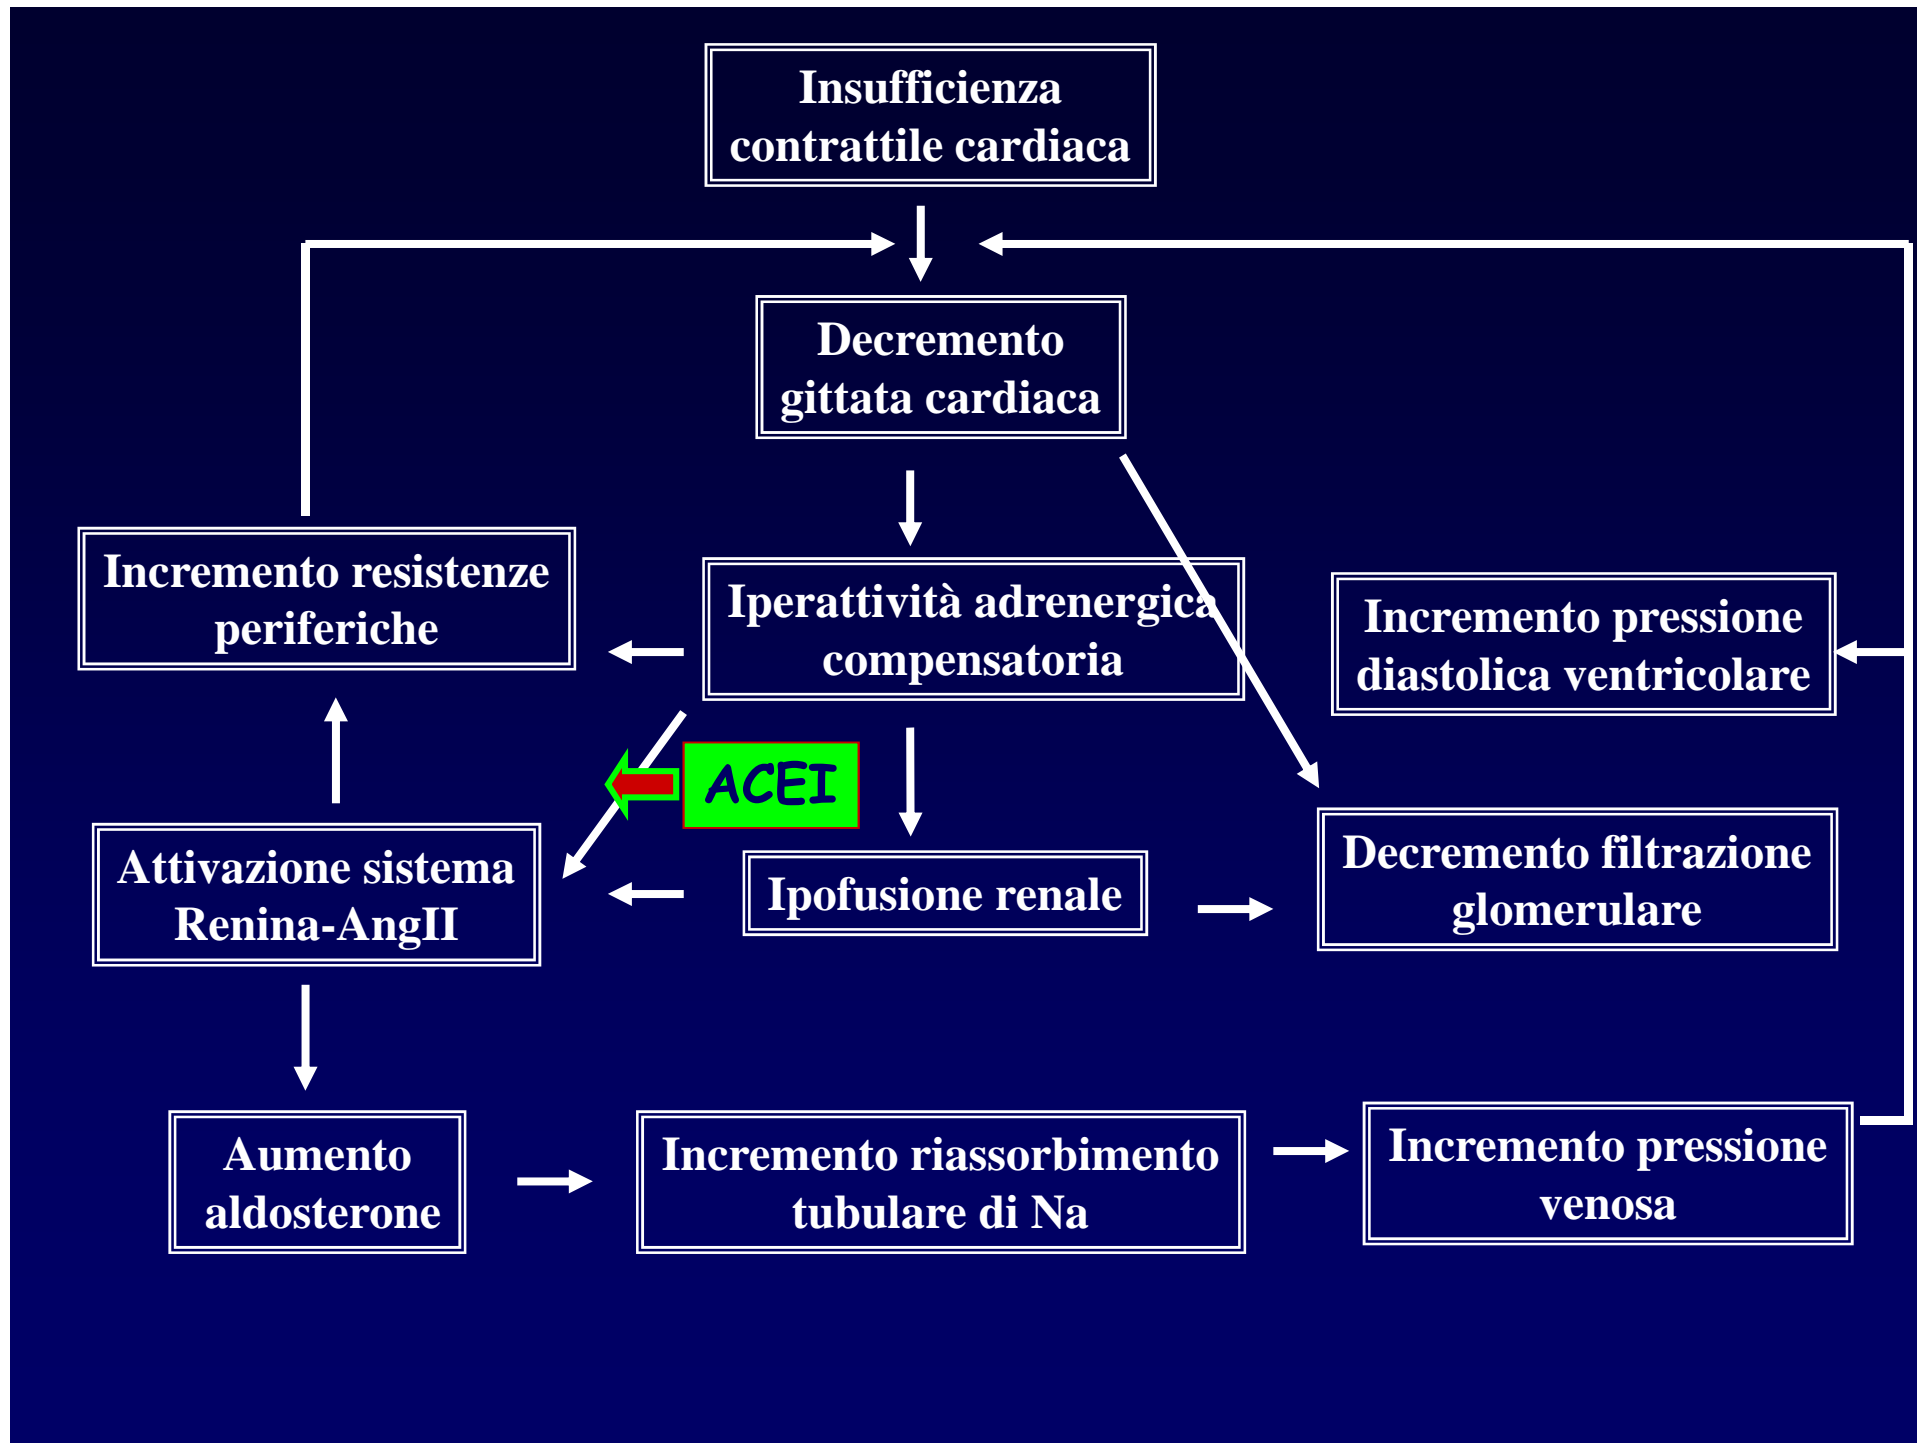 Insufficienza
contrattile cardiaca
Decremento
gittata cardiaca
Incremento resistenze
periferiche
Iperattività adrenergica
compensatoria
Incremento pressione
diastolica ventricolare
ACEI
Attivazione sistema
Renina-AngII
Ipofusione renale
Decremento filtrazione
glomerulare
Aumento
aldosterone
Incremento riassorbimento
tubulare di Na
Incremento pressione
venosa